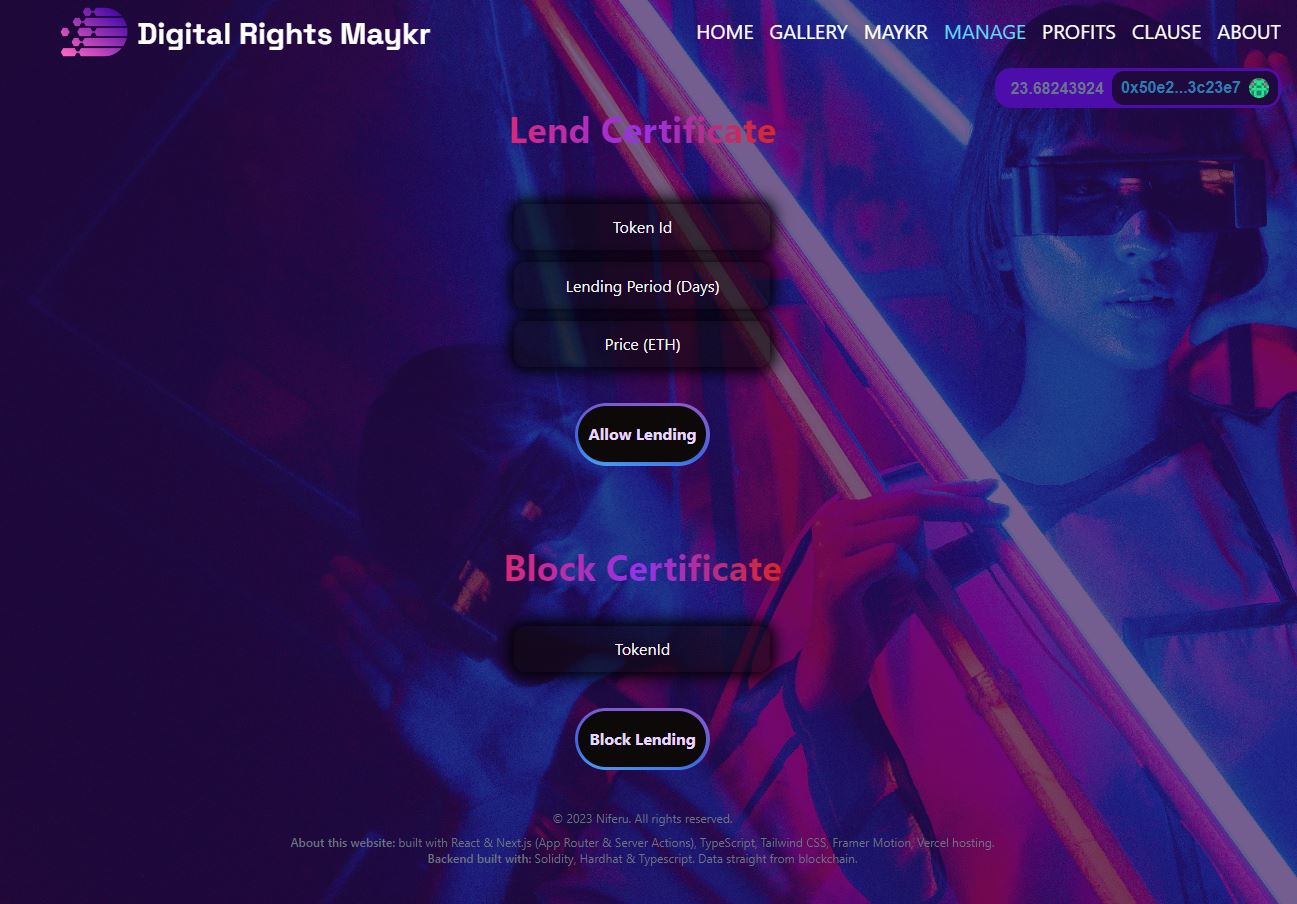 Digital Rights Maykr
HOME GALLERY MAYKR MANAGE PROFITS CLAUSE ABOUT
23.68243924 0x50e2...3c23e7
Lend Certificate
Token Id
Lending Period (Days)
Price (ETH)
Allow Lending
Block Certificate
TokenId
Block Lending
© 2023 Niferu. All rights reserved.
About this website: built with React & Next.js (App Router & Server Actions), TypeScript, Tailwind CSS, Framer Motion, Vercel hosting.
Backend built with: Solidity, Hardhat & Typescript. Data straight from blockchain.